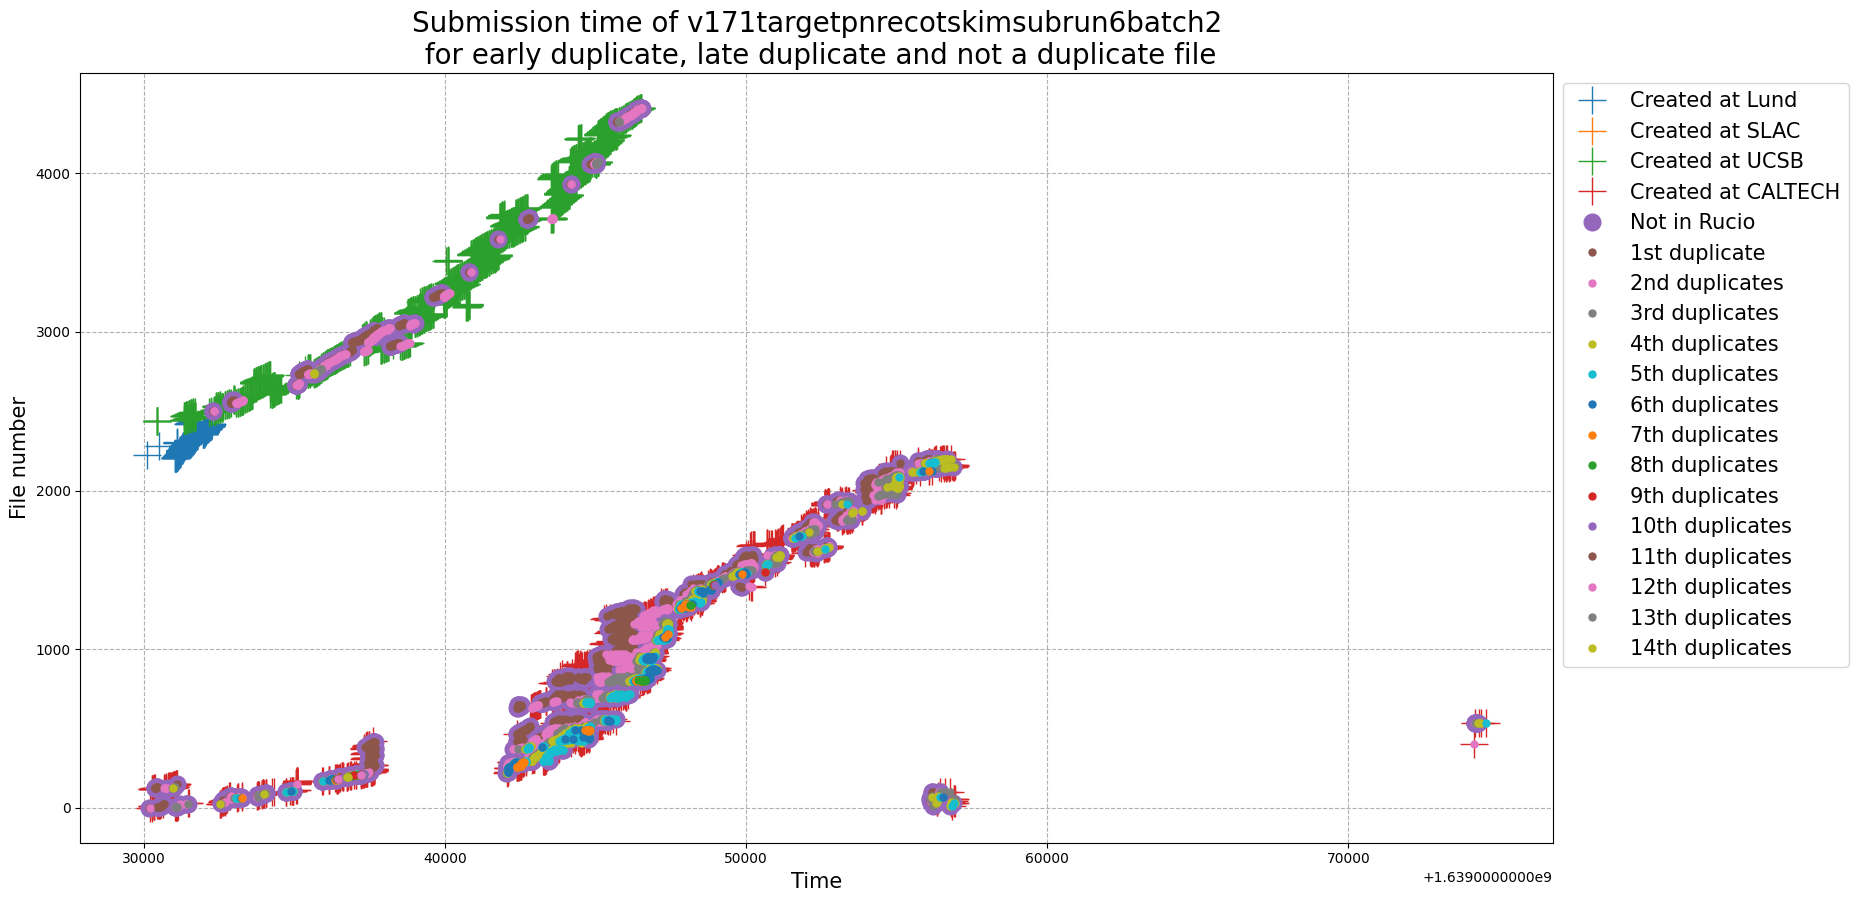 Submission time of v171targetpnrecotskimsubrun6batch2
for early duplicate, late duplicate and not a duplicate file
File number
4000
3000
2000
1000
0
30000
40000
50000
60000
70000
Time
+1.6390000000e9
Created at Lund
Created at SLAC
Created at UCSB
Created at CALTECH
Not in Rucio
1st duplicate
2nd duplicates
3rd duplicates
4th duplicates
5th duplicates
6th duplicates
7th duplicates
8th duplicates
9th duplicates
10th duplicates
11th duplicates
12th duplicates
13th duplicates
14th duplicates